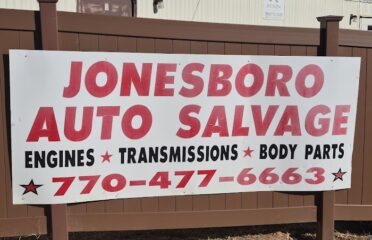 JONESBORO
AUTO SALVAGE
ENGINES ★ TRANSMISSIONS ★ BODY PARTS
★ 770-477-6663 ★